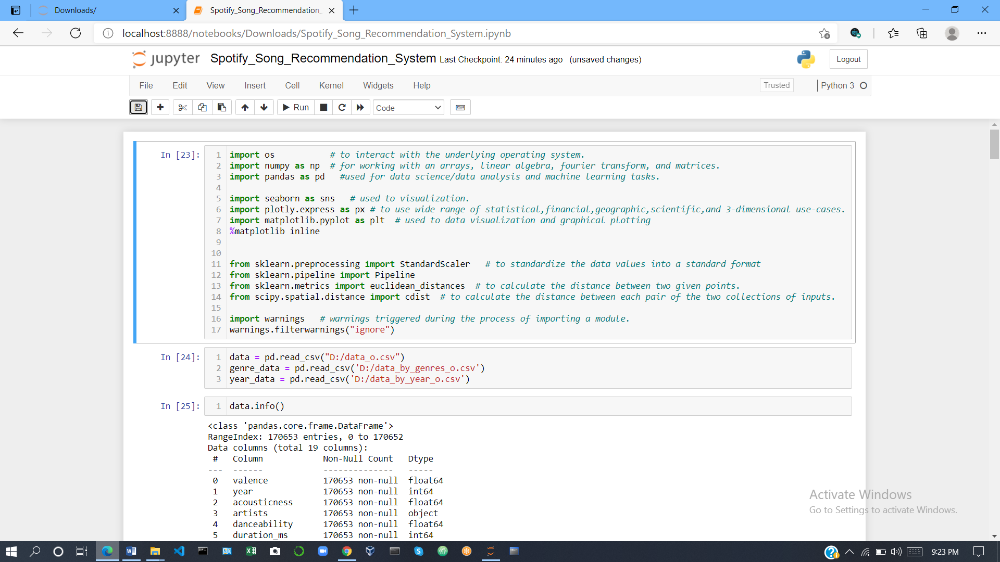 Downloads/
Spotify_Song_Recommendation_
localhost:8888/notebooks/Downloads/Spotify_Song_Recommendation_System.ipynb
jupyter Spotify_Song_Recommendation_System Last Checkpoint: 24 minutes ago (unsaved changes)
Logout
File Edit View Insert Cell Kernel Widgets Help
Trusted
Python 3
Run
Code
In [23]:
1 import os # to interact with the underlying operating system.
2 import numpy as np # for working with an arrays, linear algebra, fourier transform, and matrices.
3 import pandas as pd #used for data science/data analysis and machine learning tasks.
4
5 import seaborn as sns # used to visualization.
6 import plotly.express as px # to use wide range of statistical,financial,geographic,scientific,and 3-dimensional use-cases.
7 import matplotlib.pyplot as plt # used to data visualization and graphical plotting
8 %matplotlib inline
9
10
11 from sklearn.preprocessing import StandardScaler # to standardize the data values into a standard format
12 from sklearn.pipeline import Pipeline
13 from sklearn.metrics import euclidean_distances # to calculate the distance between two given points.
14 from scipy.spatial.distance import cdist # to calculate the distance between each pair of the two collections of inputs.
15
16 import warnings # warnings triggered during the process of importing a module.
17 warnings.filterwarnings("ignore")
In [24]:
1 data = pd.read_csv("D:/data_o.csv")
2 genre_data = pd.read_csv('D:/data_by_genres_o.csv')
3 year_data = pd.read_csv('D:/data_by_year_o.csv')
In [25]:
1 data.info()
<class 'pandas.core.frame.DataFrame'>
RangeIndex: 170653 entries, 0 to 170652
Data columns (total 19 columns):
# Column Non-Null Count Dtype
--- ------ -------------- -----
0 valence 170653 non-null float64
1 year 170653 non-null int64
2 acousticness 170653 non-null float64
3 artists 170653 non-null object
4 danceability 170653 non-null float64
5 duration_ms 170653 non-null int64
Activate Windows
Go to Settings to activate Windows.
9:23 PM